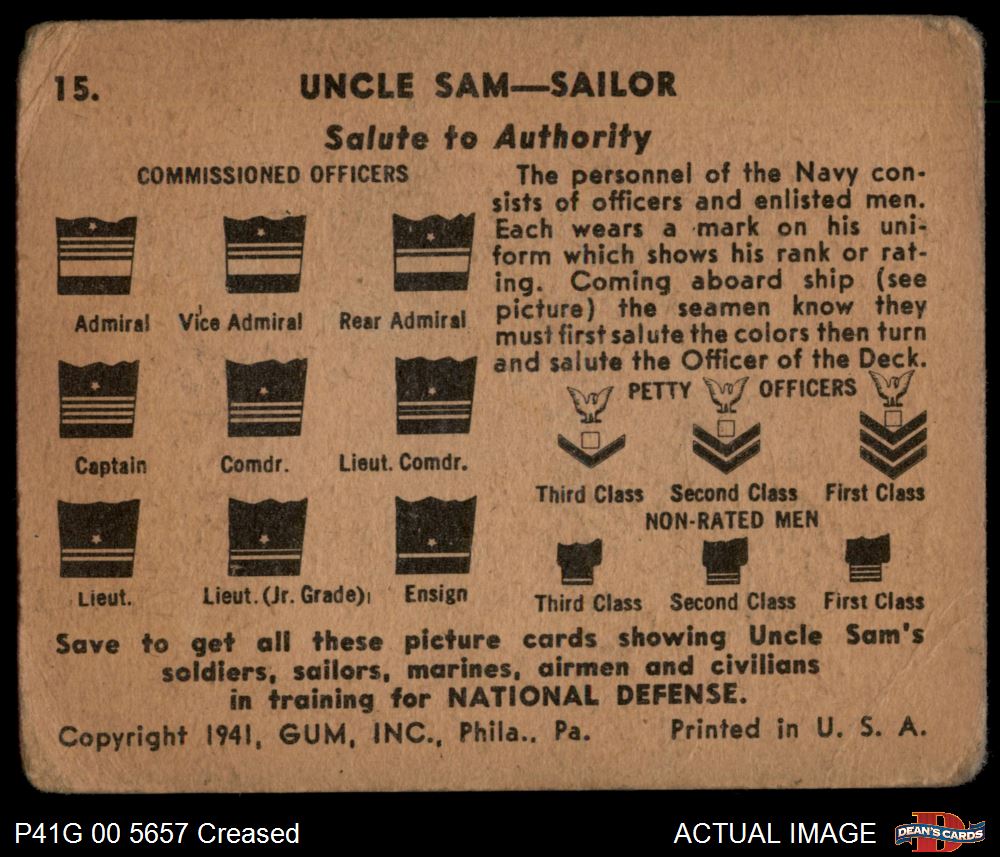 15.
UNCLE SAM—SAILOR
Salute to Authority
COMMISSIONED OFFICERS
Admiral
Vice Admiral
Rear Admiral
Captain
Comdr.
Lieut. Comdr.
Lieut.
Lieut. (Jr. Grade)
Ensign
The personnel of the Navy con-
sists of officers and enlisted men.
Each wears a mark on his uni-
form which shows his rank or rat-
ing. Coming aboard ship (see
picture) the seamen know they
must first salute the colors then turn
and salute the Officer of the Deck.
PETTY OFFICERS
Third Class
Second Class
First Class
NON-RATED MEN
Third Class
Second Class
First Class
Save to get all these picture cards showing Uncle Sam's
soldiers, sailors, marines, airmen and civilians
in training for NATIONAL DEFENSE.
Copyright 1941, GUM, INC., Phila.. Pa.
Printed in U. S. A.
P41G 00 5657 Creased
ACTUAL IMAGE
DEAN'S CARDS